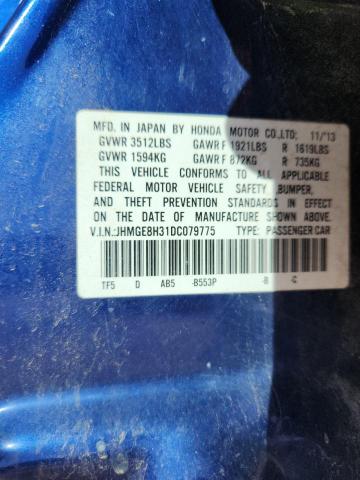 MFD. IN JAPAN BY HONDA MOTOR CO.,LTD; 11/'13
GVWR 3512LBS GAWR F 1921LBS R 1619LBS
GVWR 1594KG GAWR F 872KG R 735KG
THIS VEHICLE CONFORMS TO ALL APPLICABLE
FEDERAL MOTOR VEHICLE SAFETY ,BUMPER,
AND THEFT PREVENTION STANDARDS IN EFFECT
ON THE DATE OF MANUFACTURE SHOWN ABOVE.
V.I.N.:JHMGE8H31DC079775 TYPE: PASSENGER CAR
TF5 D AB5 -B553P -B -C